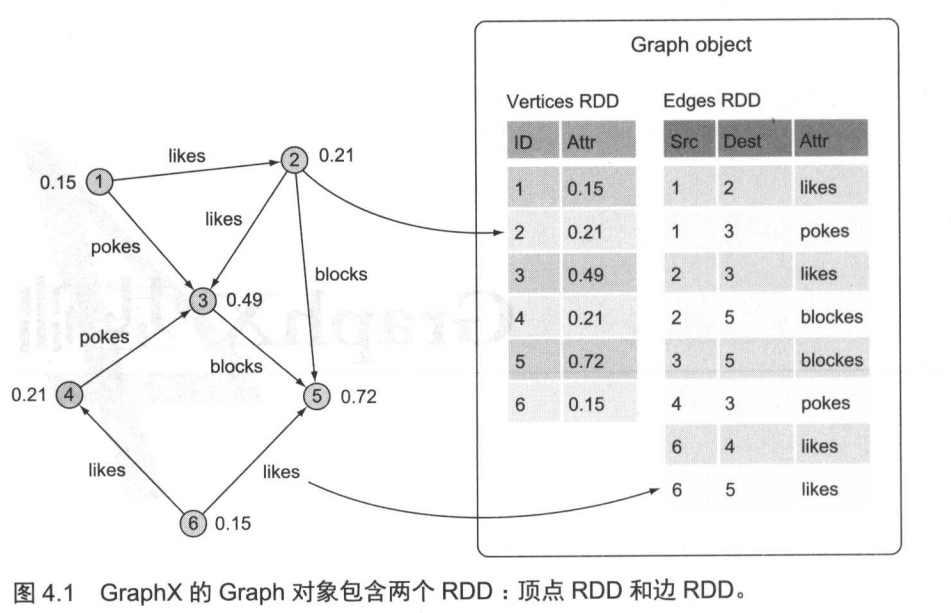 Graph object
Vertices RDD Edges RDD
ID Attr Src Dest Attr
1 0.15 1 2 likes
2 0.21 1 3 pokes
3 0.49 2 3 likes
4 0.21 2 5 blockes
5 0.72 3 5 blockes
6 0.15 4 3 pokes
6 4 likes
6 5 likes
likes
2 0.21
0.15 1
likes
pokes
blocks
3 0.49
pokes
blocks
0.21 4
5 0.72
likes
likes
6 0.15
图 4.1 GraphX 的 Graph 对象包含两个 RDD：顶点 RDD 和边 RDD。